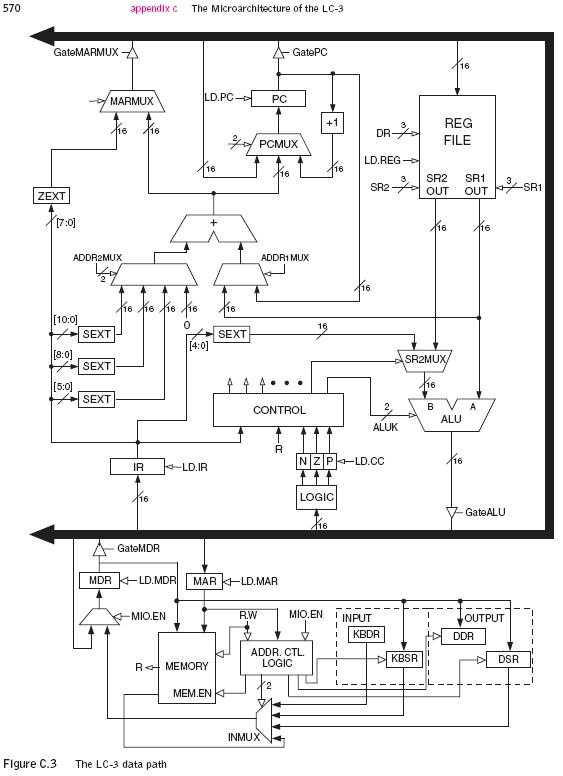 570 appendix c The Microarchitecture of the LC-3
GateMARMUX
GatePC
16
MARMUX
LD.PC
PC
+1
REG
FILE
DR
3
LD.REG
SR2
3
SR2
OUT
SR1
OUT
3
SR1
16
16
2
PCMUX
16
16
16
ZEXT
[7:0]
16
16
+
ADDR2MUX
2
ADDR1MUX
16
[10:0]
SEXT
16
16
16
16
0
16
[4:0]
SEXT
16
[8:0]
SEXT
[5:0]
SEXT
SR2MUX
16
CONTROL
2
ALUK
B
A
ALU
R
IR
LD.IR
N Z P
LD.CC
16
LOGIC
16
16
GateALU
GateMDR
MDR
LD.MDR
MAR
LD.MAR
MIO.EN
R.W
MIO.EN
INPUT
KBDR
OUTPUT
DDR
R
MEMORY
ADDR. CTL.
LOGIC
KBSR
DSR
MEM.EN
2
INMUX
Figure C.3 The LC-3 data path